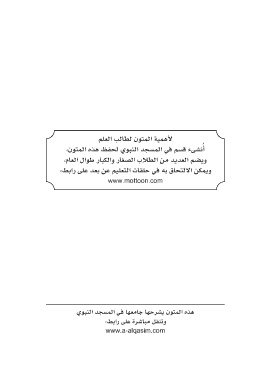 لأهمية المتون لطالب العلم
أُنشىء قسم في المسجد النبوي لحفظ هذه المتون،
ويضم العديد من الطلاب الصغار والكبار طوال العام،
ويمكن الالتحاق به في حلقات التعليم عن بعد على رابط:
www.mottoon.com
هذه المتون يشرحها جامعها في المسجد النبوي
وتنقل مباشرة على رابط:
www.a-alqasim.com